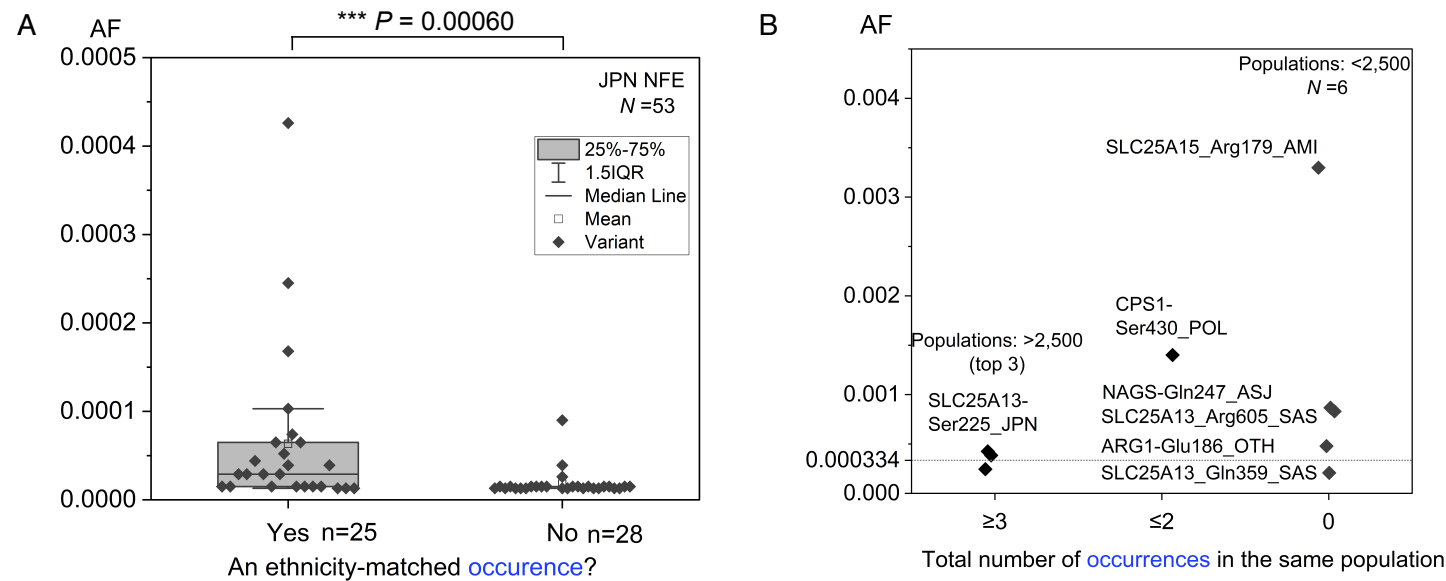 A
AF
*** P = 0.00060
0.0005
0.0004
0.0003
0.0002
0.0001
0.0000
JPN NFE
N =53
25%-75%
1.5IQR
Median Line
Mean
Variant
Yes n=25
No n=28
An ethnicity-matched occurence?
B
AF
0.004
0.003
0.002
0.001
0.000334
0.000
Populations: <2,500
N =6
SLC25A15_Arg179_AMI
CPS1-
Ser430_POL
Populations: >2,500
(top 3)
SLC25A13-
Ser225_JPN
NAGS-Gln247_ASJ
SLC25A13_Arg605_SAS
ARG1-Glu186_OTH
SLC25A13_Gln359_SAS
≥3
≤2
0
Total number of occurrences in the same population